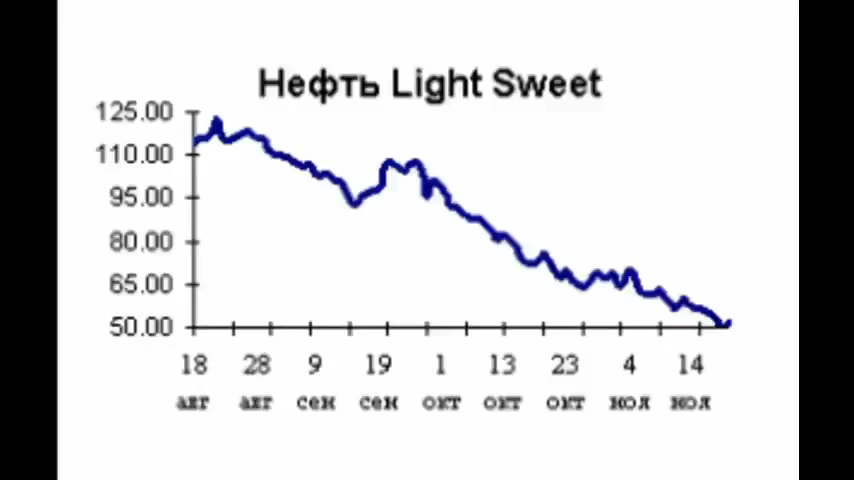 Нефть Light Sweet
125.00
110.00
95.00
80.00
65.00
50.00
18 28 9 19 1 13 23 4 14
авг авг сен сен окт окт окт ноя ноя